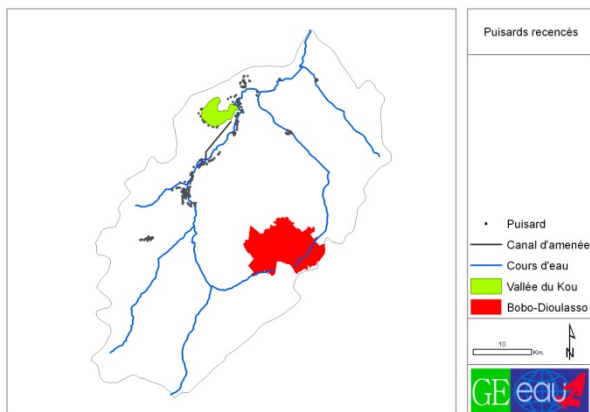 Puisards recencés
Puisard
Canal d'amenée
Cours d'eau
Vallée du Kou
Bobo-Dioulasso
10
Km.
N
GE eau